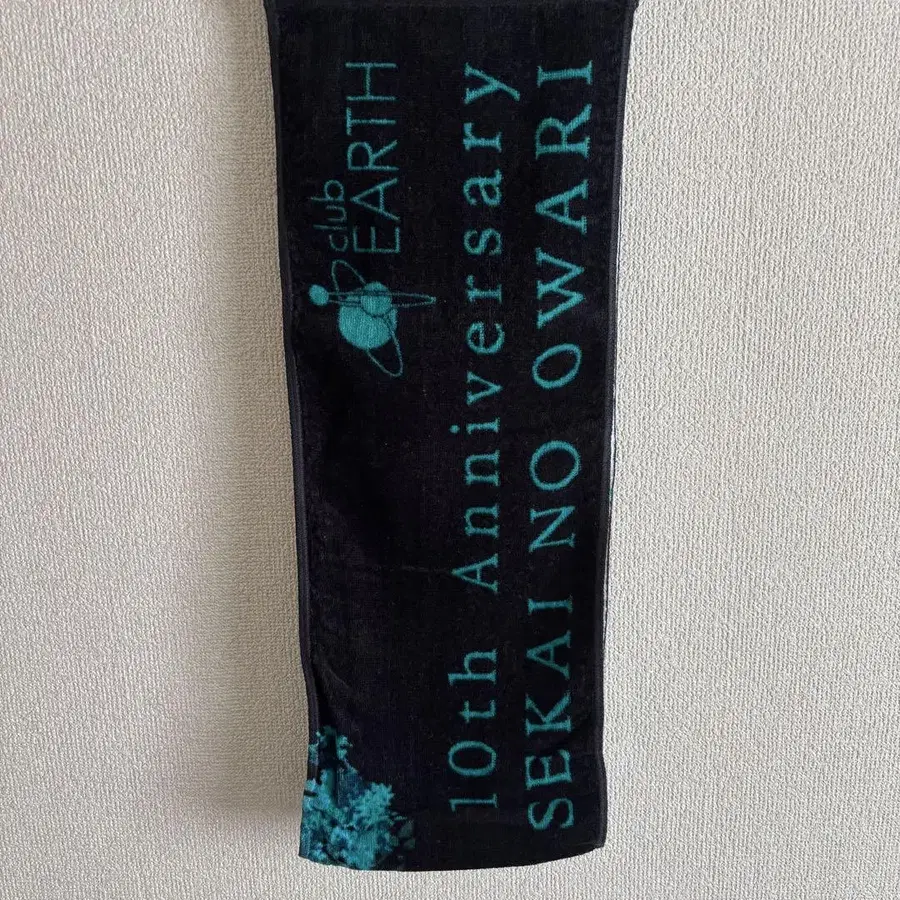 club
EARTH
10th Anniversary
SEKAI NO OWARI